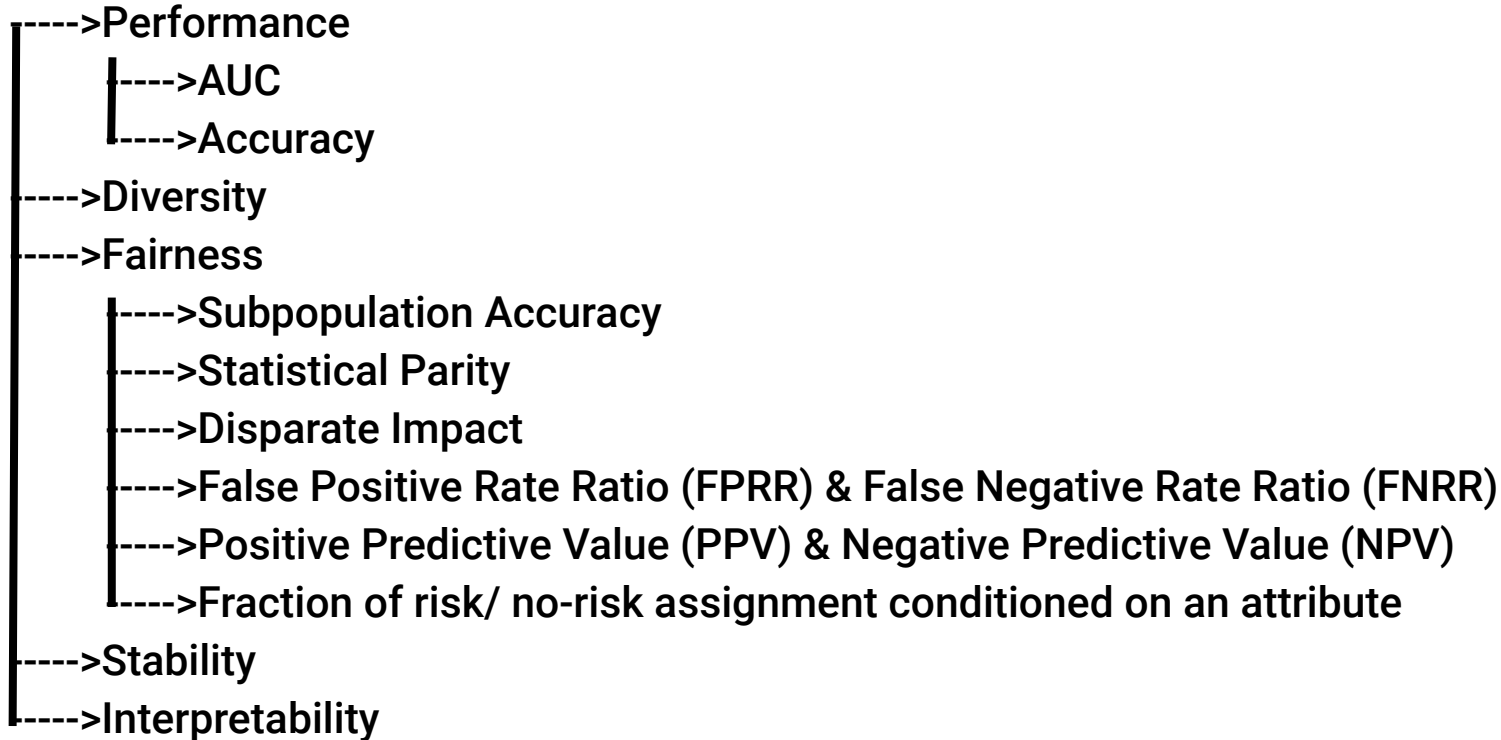 ---->Performance
---->AUC
---->Accuracy
---->Diversity
---->Fairness
---->Subpopulation Accuracy
---->Statistical Parity
---->Disparate Impact
---->False Positive Rate Ratio (FPRR) & False Negative Rate Ratio (FNRR)
---->Positive Predictive Value (PPV) & Negative Predictive Value (NPV)
---->Fraction of risk/ no-risk assignment conditioned on an attribute
---->Stability
---->Interpretability